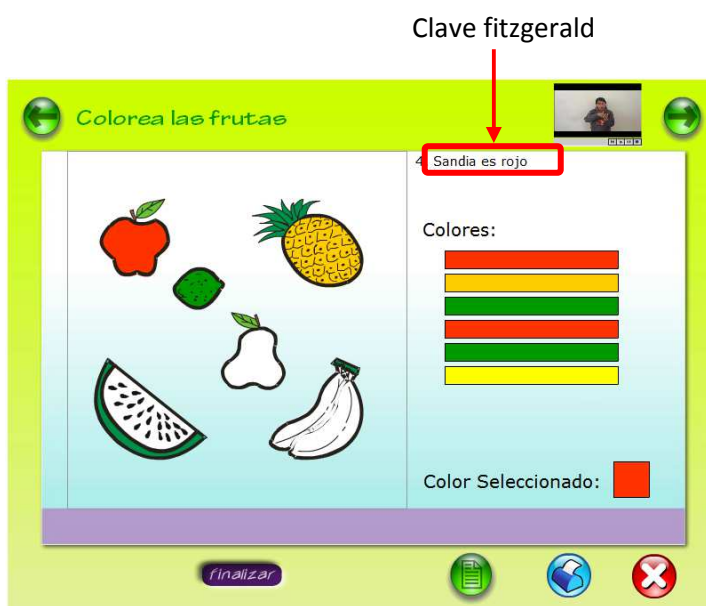 Clave fitzgerald
Colorea las frutas
4 Sandia es rojo
Colores:
Color Seleccionado:
finalizar